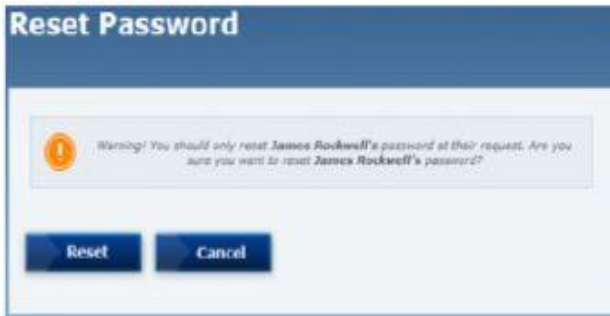 Reset Password
Warning! You should only reset James Rockwell's password at their request. Are you
sure you want to reset James Rockwell's password?
Reset
Cancel